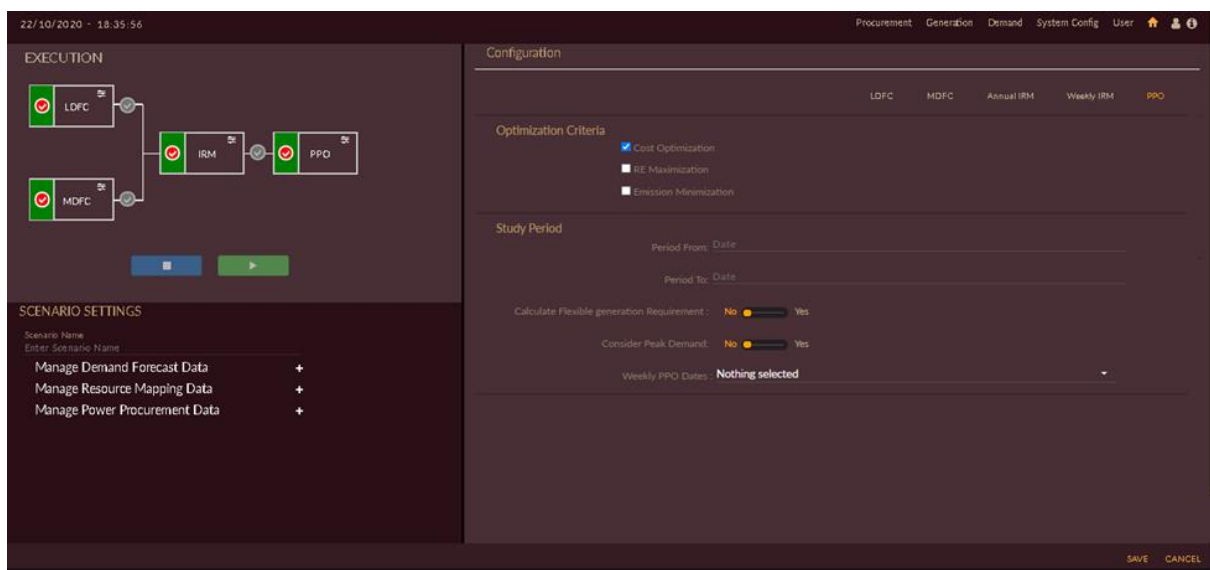 22/10/2020 - 18:35:56
Procurement Generation Demand System Config User
EXECUTION
LDFC
IRM
PPO
MDFC
SCENARIO SETTINGS
Scenario Name
Enter Scenario Name
Manage Demand Forecast Data +
Manage Resource Mapping Data +
Manage Power Procurement Data +
Configuration
LDFC MDFC Annual IRM Weekly IRM PPO
Optimization Criteria
Cost Optimization
RE Maximization
Emission Minimization
Study Period
Period From: Date
Period To: Date
Calculate Flexible generation Requirement : No Yes
Consider Peak Demand: No Yes
Weekly PPO Dates : Nothing selected
SAVE CANCEL